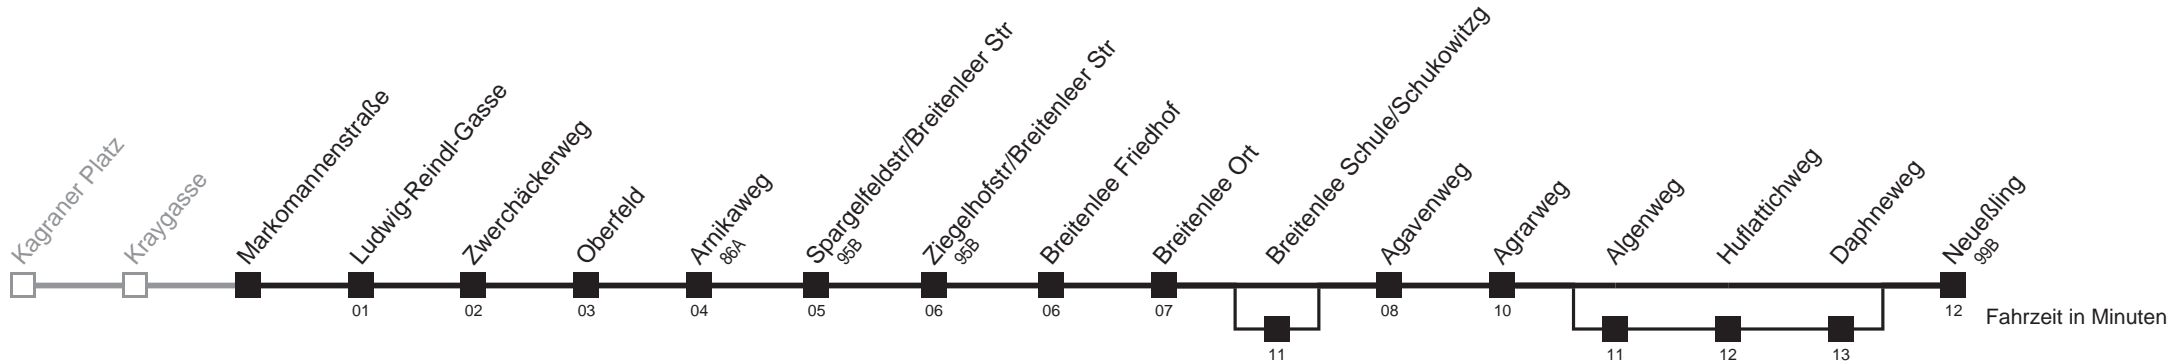 Kagraner Platz
Kraygasse
Markomannenstraße
Ludwig-Reindl-Gasse
Zwerchäckerweg
Oberfeld
Arnikaweg
86A
Spargelfeldstr/Breitenleer Str
95B
Ziegelhofstr/Breitenleer Str
95B
Breitenlee Friedhof
Breitenlee Ort
Breitenlee Schule/Schukowitzg
Agavenweg
Agrarweg
Algenweg
Huflattichweg
Daphneweg
Neueßling
99B
01 02 03 04 05 06 06 07 08 10 12
Fahrzeit in Minuten
11 11 12 13